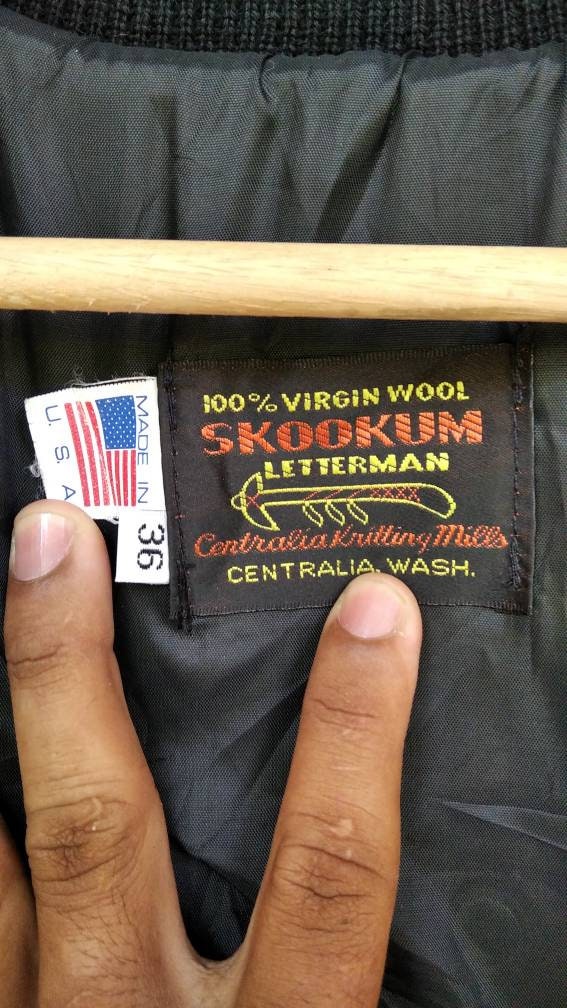 100% VIRGIN WOOL
SKOOKUM
LETTERMAN
Centralia Knitting Mills
CENTRALIA, WASH.
MADE IN
U. S. A
36